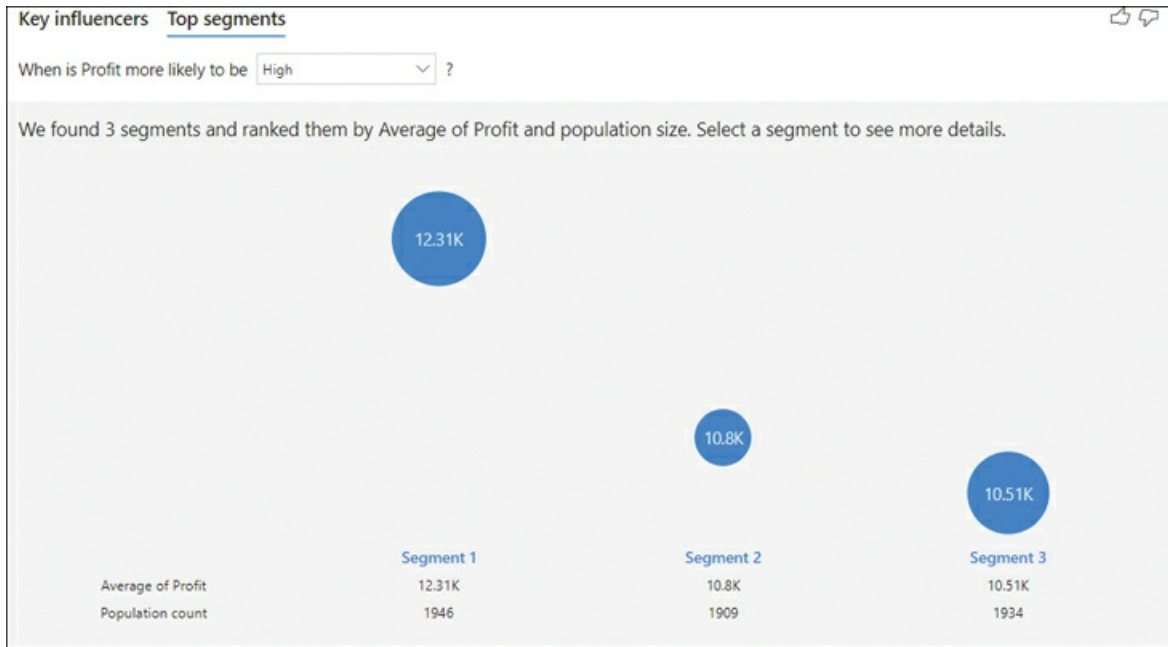 Key influencers Top segments
When is Profit more likely to be High ?
We found 3 segments and ranked them by Average of Profit and population size. Select a segment to see more details.
12.31K
10.8K
10.51K
Segment 1 Segment 2 Segment 3
Average of Profit 12.31K 10.8K 10.51K
Population count 1946 1909 1934